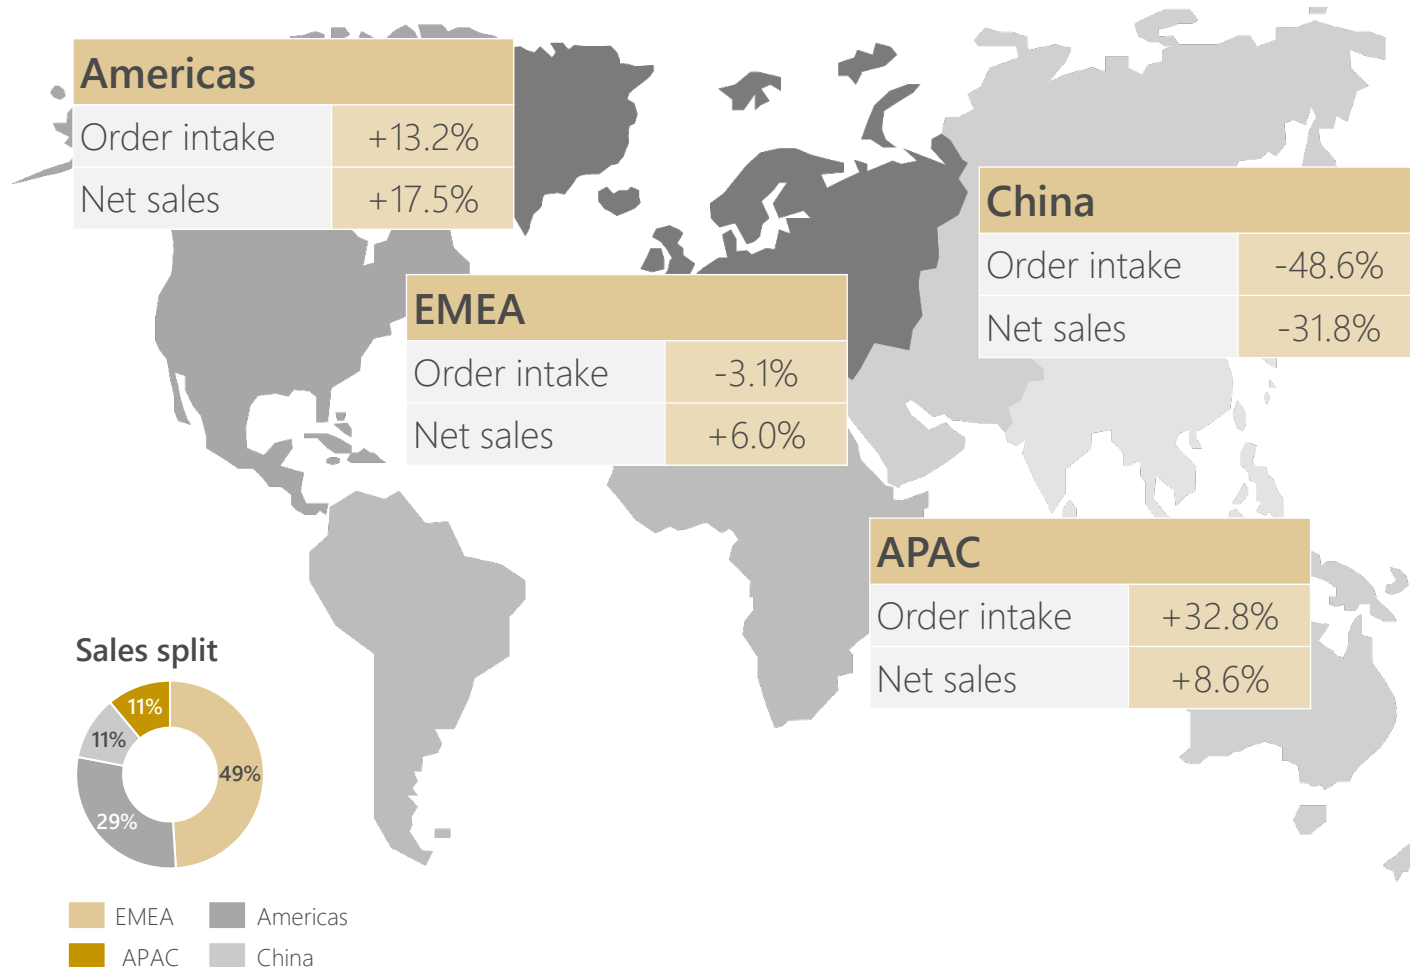 Americas
Order intake +13.2%
Net sales +17.5%
China
Order intake -48.6%
Net sales -31.8%
EMEA
Order intake -3.1%
Net sales +6.0%
APAC
Order intake +32.8%
Net sales +8.6%
Sales split
11%
11%
49%
29%
EMEA Americas
APAC China